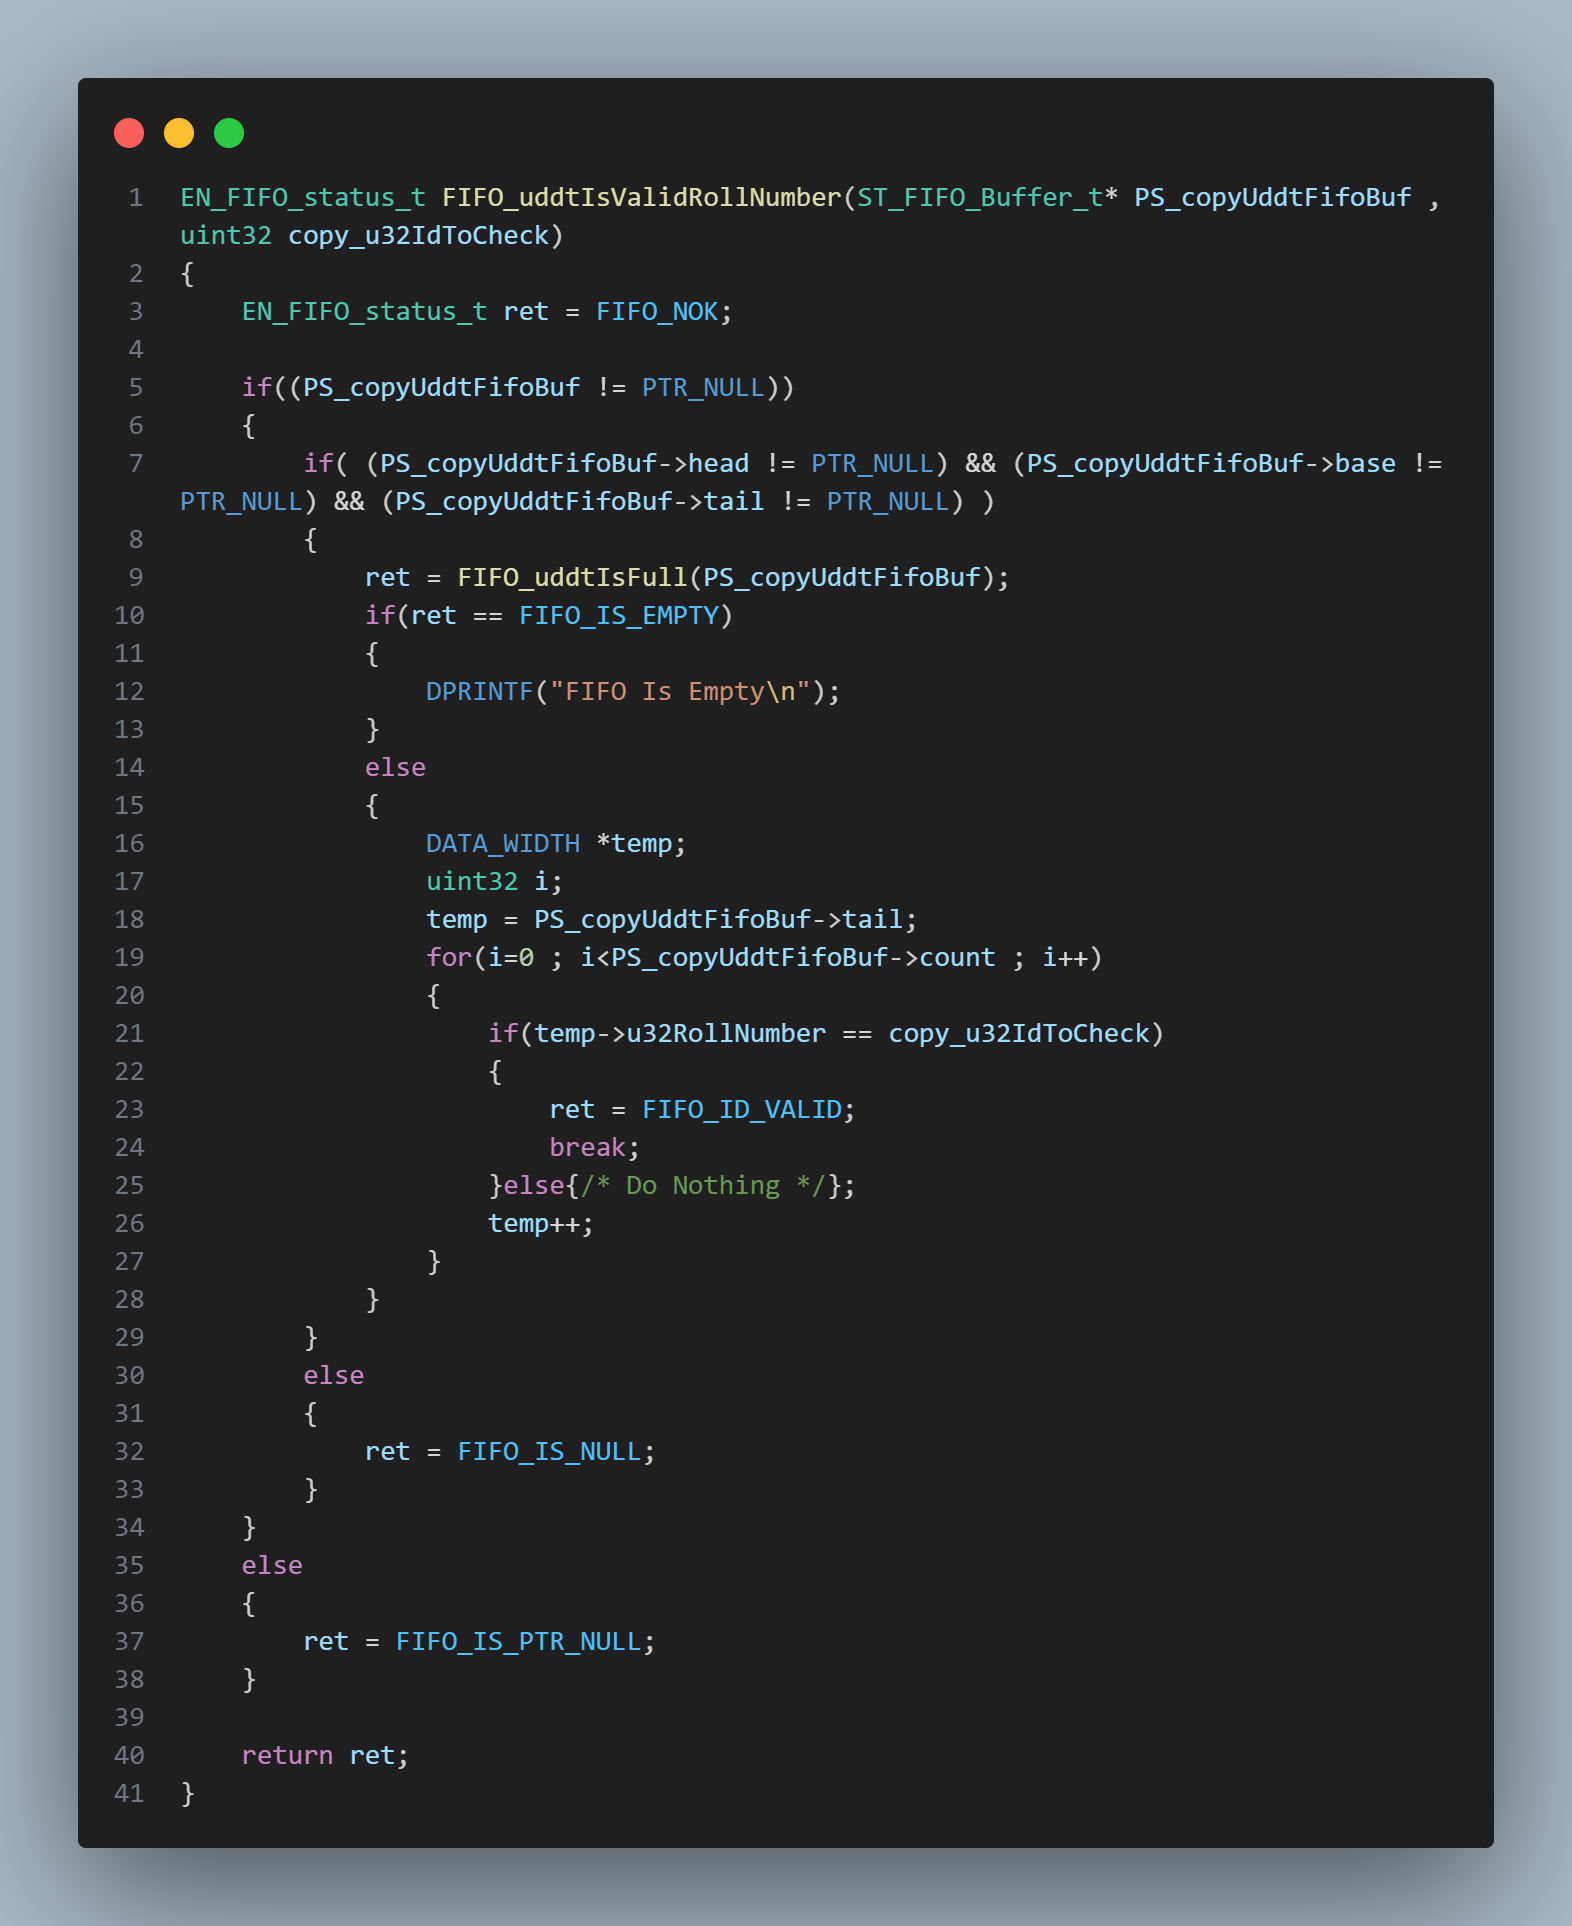 1 EN_FIFO_status_t FIFO_uddtIsValidRollNumber(ST_FIFO_Buffer_t* PS_copyUddtFifoBuf ,
uint32 copy_u32IdToCheck)
2 {
3     EN_FIFO_status_t ret = FIFO_NOK;
4
5     if((PS_copyUddtFifoBuf != PTR_NULL))
6     {
7         if( (PS_copyUddtFifoBuf->head != PTR_NULL) && (PS_copyUddtFifoBuf->base !=
PTR_NULL) && (PS_copyUddtFifoBuf->tail != PTR_NULL) )
8         {
9             ret = FIFO_uddtIsFull(PS_copyUddtFifoBuf);
10             if(ret == FIFO_IS_EMPTY)
11             {
12                 DPRINTF("FIFO Is Empty\n");
13             }
14             else
15             {
16                 DATA_WIDTH *temp;
17                 uint32 i;
18                 temp = PS_copyUddtFifoBuf->tail;
19                 for(i=0 ; i<PS_copyUddtFifoBuf->count ; i++)
20                 {
21                     if(temp->u32RollNumber == copy_u32IdToCheck)
22                     {
23                         ret = FIFO_ID_VALID;
24                         break;
25                     }else{/* Do Nothing */};
26                     temp++;
27                 }
28             }
29         }
30         else
31         {
32             ret = FIFO_IS_NULL;
33         }
34     }
35     else
36     {
37         ret = FIFO_IS_PTR_NULL;
38     }
39
40     return ret;
41 }